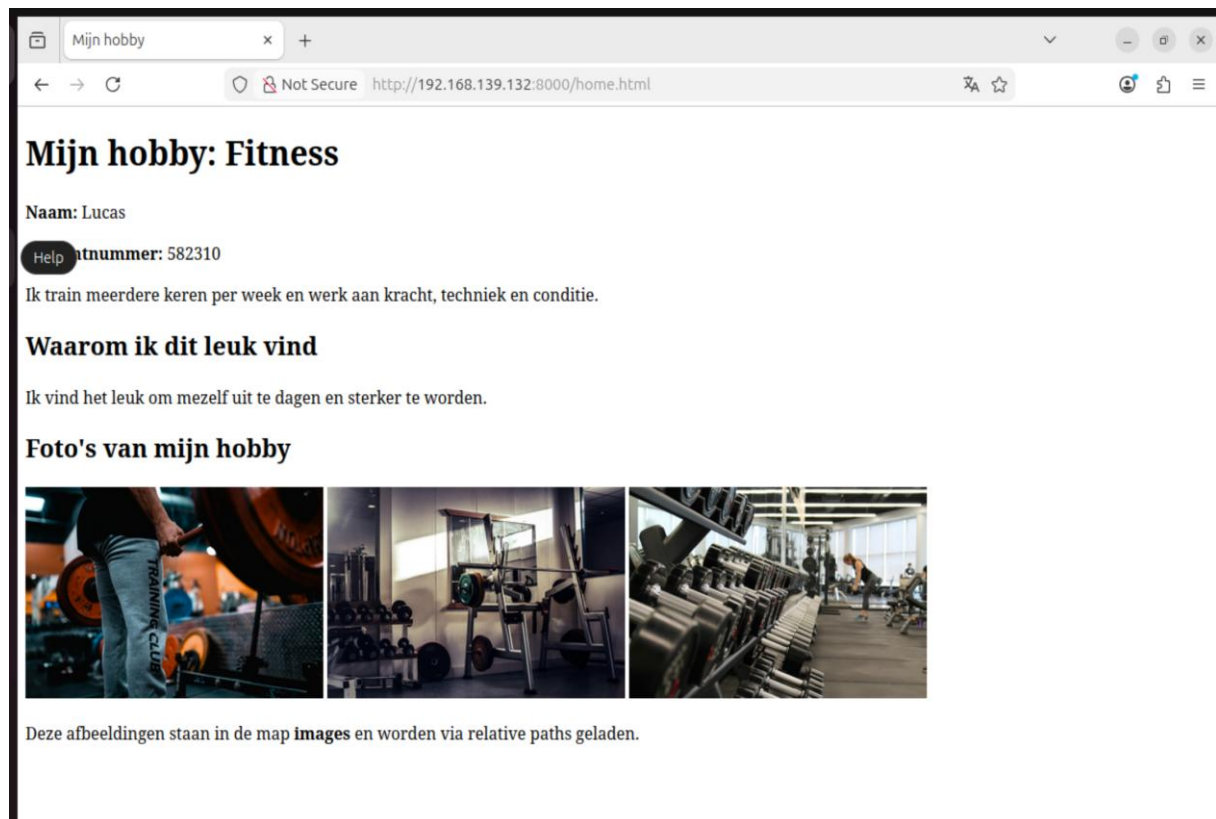 Mijn hobby
Not Secure http://192.168.139.132:8000/home.html
Mijn hobby: Fitness
Naam: Lucas
Help tnummer: 582310
Ik train meerdere keren per week en werk aan kracht, techniek en conditie.
Waarom ik dit leuk vind
Ik vind het leuk om mezelf uit te dagen en sterker te worden.
Foto's van mijn hobby
TRAINING CLUB
Deze afbeeldingen staan in de map images en worden via relative paths geladen.